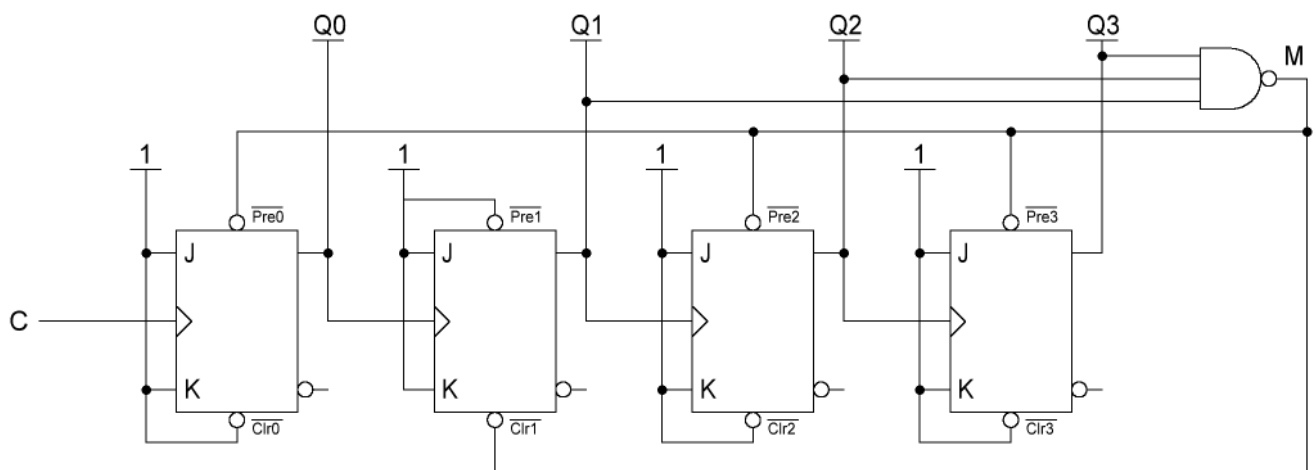 Q0 Q1 Q2 Q3
M
1 1 1 1
Pre0 Pre1 Pre2 Pre3
J J J J
C
K K K K
Clr0 Clr1 Clr2 Clr3